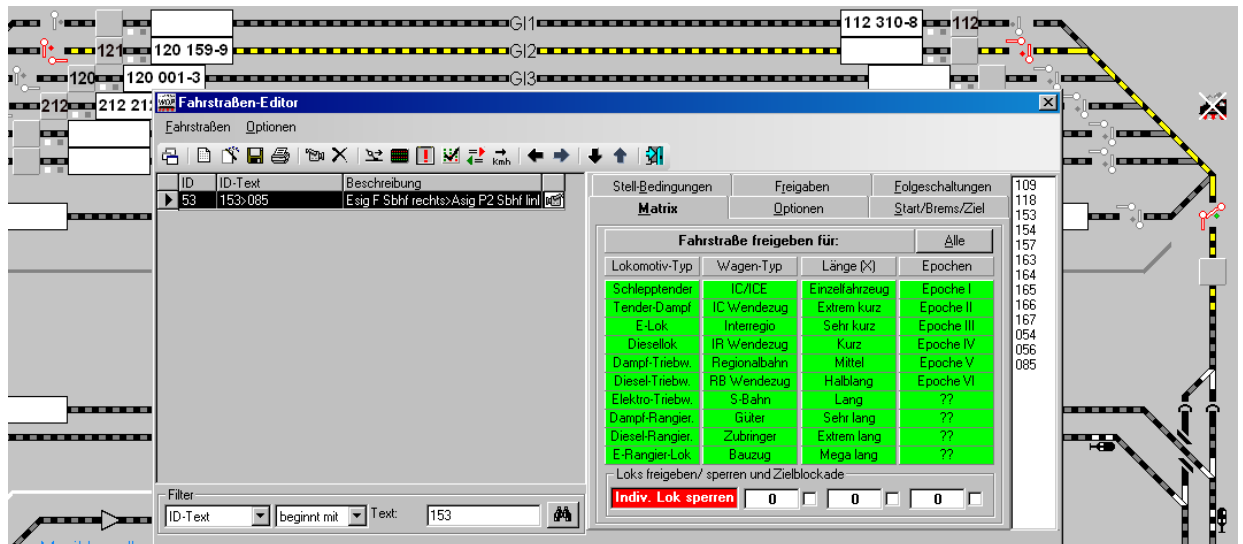 Gl1 112 310-8 112
121 120 159-9 Gl2
120 120 001-3 Gl3
212 212 21
Fahrstraßen-Editor
Fahrstraßen Optionen
kmh
ID ID-Text Beschreibung
53 153>085 Esig F Sbhf rechts>Asig P2 Sbhf linl
Stell-Bedingungen Freigaben Folgeschaltungen
Matrix Optionen Start/Brems/Ziel
Fahrstraße freigeben für: Alle
Lokomotiv-Typ Wagen-Typ Länge (X) Epochen
Schlepptender IC/ICE Einzelfahrzeug Epoche I
Tender-Dampf IC Wendezug Extrem kurz Epoche II
E-Lok Interregio Sehr kurz Epoche III
Diesellok IR Wendezug Kurz Epoche IV
Dampf-Triebw. Regionalbahn Mittel Epoche V
Diesel-Triebw. RB Wendezug Halblang Epoche VI
Elektro-Triebw. S-Bahn Lang ??
Dampf-Rangier. Güter Sehr lang ??
Diesel-Rangier. Zubringer Extrem lang ??
E-Rangier-Lok Bauzug Mega lang ??
Loks freigeben/ sperren und Zielblockade
Indiv. Lok sperren 0 0 0
109
118
153
154
157
163
164
165
166
167
054
056
085
Filter
ID-Text beginnt mit Text: 153